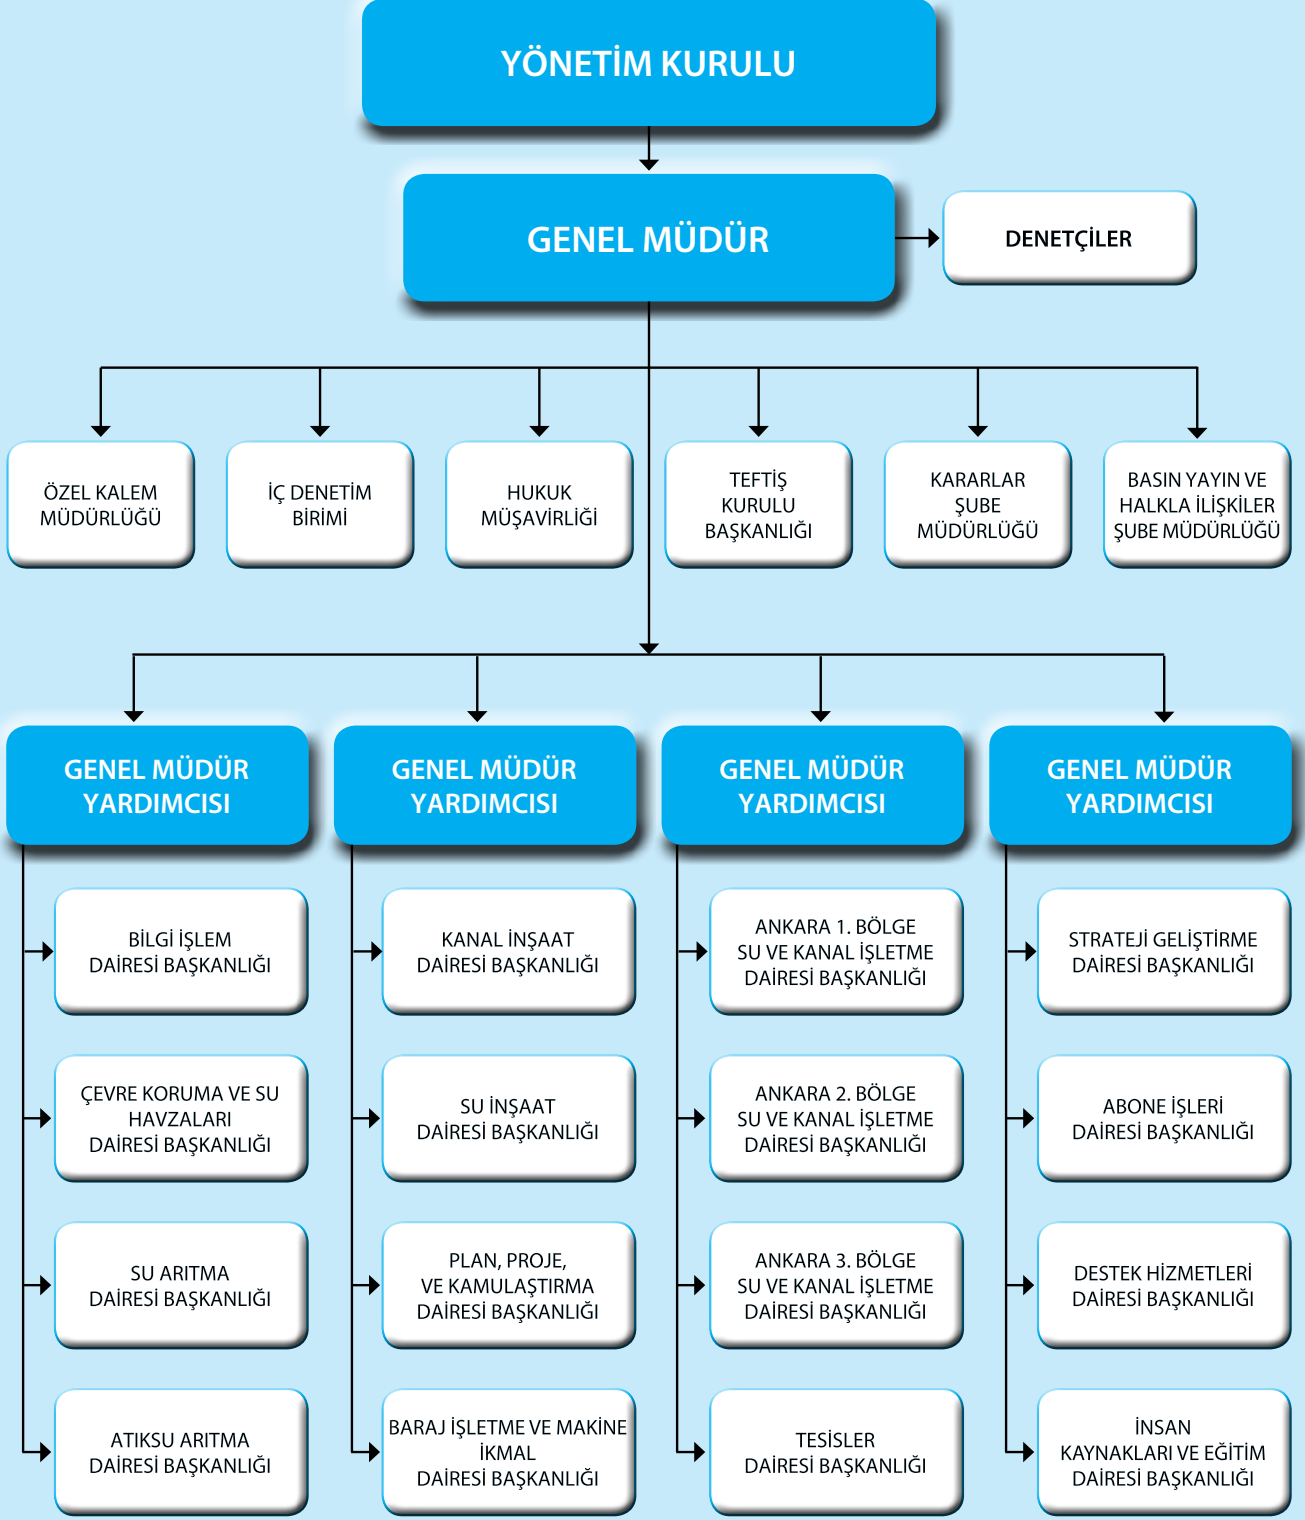 YÖNETİM KURULU
GENEL MÜDÜR
DENETÇİLER
ÖZEL KALEM
MÜDÜRLÜĞÜ
İÇ DENETİM
BİRİMİ
HUKUK
MÜŞAVİRLİĞİ
TEFTİŞ
KURULU
BAŞKANLIĞI
KARARLAR
ŞUBE
MÜDÜRLÜĞÜ
BASIN YAYIN VE
HALKLA İLİŞKİLER
ŞUBE MÜDÜRLÜĞÜ
GENEL MÜDÜR
YARDIMCISI
GENEL MÜDÜR
YARDIMCISI
GENEL MÜDÜR
YARDIMCISI
GENEL MÜDÜR
YARDIMCISI
BİLGİ İŞLEM
DAİRESİ BAŞKANLIĞI
KANAL İNŞAAT
DAİRESİ BAŞKANLIĞI
ANKARA 1. BÖLGE
SU VE KANAL İŞLETME
DAİRESİ BAŞKANLIĞI
STRATEJİ GELİŞTİRME
DAİRESİ BAŞKANLIĞI
ÇEVRE KORUMA VE SU
HAVZALARI
DAİRESİ BAŞKANLIĞI
SU İNŞAAT
DAİRESİ BAŞKANLIĞI
ANKARA 2. BÖLGE
SU VE KANAL İŞLETME
DAİRESİ BAŞKANLIĞI
ABONE İŞLERİ
DAİRESİ BAŞKANLIĞI
SU ARITMA
DAİRESİ BAŞKANLIĞI
PLAN, PROJE,
VE KAMULAŞTIRMA
DAİRESİ BAŞKANLIĞI
ANKARA 3. BÖLGE
SU VE KANAL İŞLETME
DAİRESİ BAŞKANLIĞI
DESTEK HİZMETLERİ
DAİRESİ BAŞKANLIĞI
ATIKSU ARITMA
DAİRESİ BAŞKANLIĞI
BARAJ İŞLETME VE MAKİNE
İKMAL
DAİRESİ BAŞKANLIĞI
TESİSLER
DAİRESİ BAŞKANLIĞI
İNSAN
KAYNAKLARI VE EĞİTİM
DAİRESİ BAŞKANLIĞI